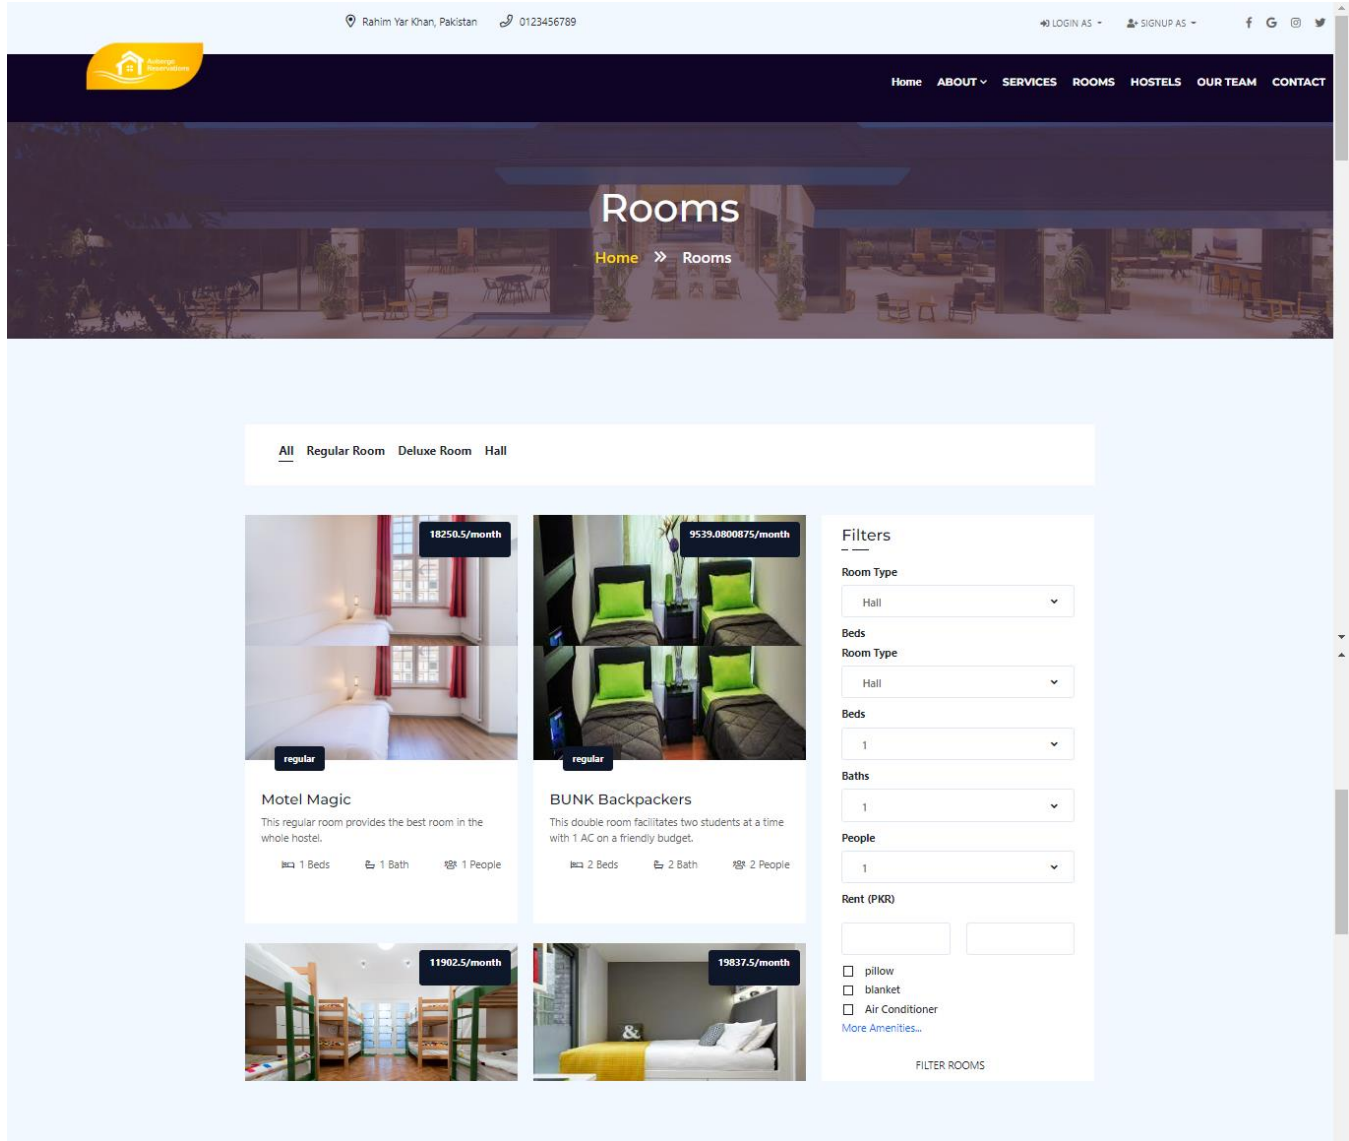 Rahim Yar Khan, Pakistan 0123456789 LOGIN AS SIGNUP AS
Auberge
Reservations
Home ABOUT SERVICES ROOMS HOSTELS OUR TEAM CONTACT
Rooms
Home » Rooms
All Regular Room Deluxe Room Hall
18250.5/month
regular
Motel Magic
This regular room provides the best room in the
whole hostel.
1 Beds 1 Bath 1 People
9539.0800875/month
regular
BUNK Backpackers
This double room facilitates two students at a time
with 1 AC on a friendly budget.
2 Beds 2 Bath 2 People
11902.5/month
19837.5/month
&
Filters
Room Type
Hall
Beds
Room Type
Hall
Beds
1
Baths
1
People
1
Rent (PKR)
pillow
blanket
Air Conditioner
More Amenities...
FILTER ROOMS